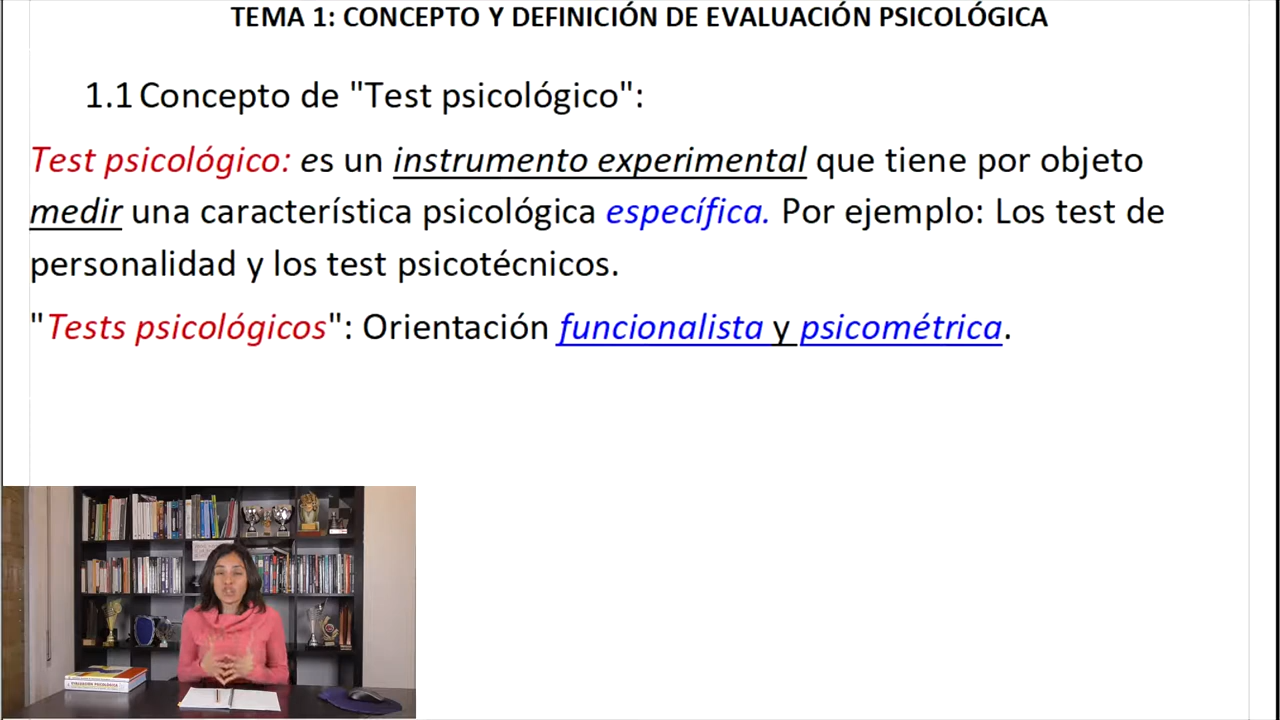 TEMA 1: CONCEPTO Y DEFINICIÓN DE EVALUACIÓN PSICOLÓGICA
1.1 Concepto de "Test psicológico":
Test psicológico: es un instrumento experimental que tiene por objeto
medir una característica psicológica específica. Por ejemplo: Los test de
personalidad y los test psicotécnicos.
"Tests psicológicos": Orientación funcionalista y psicométrica.
EVALUACIÓN PSICOLÓGICA